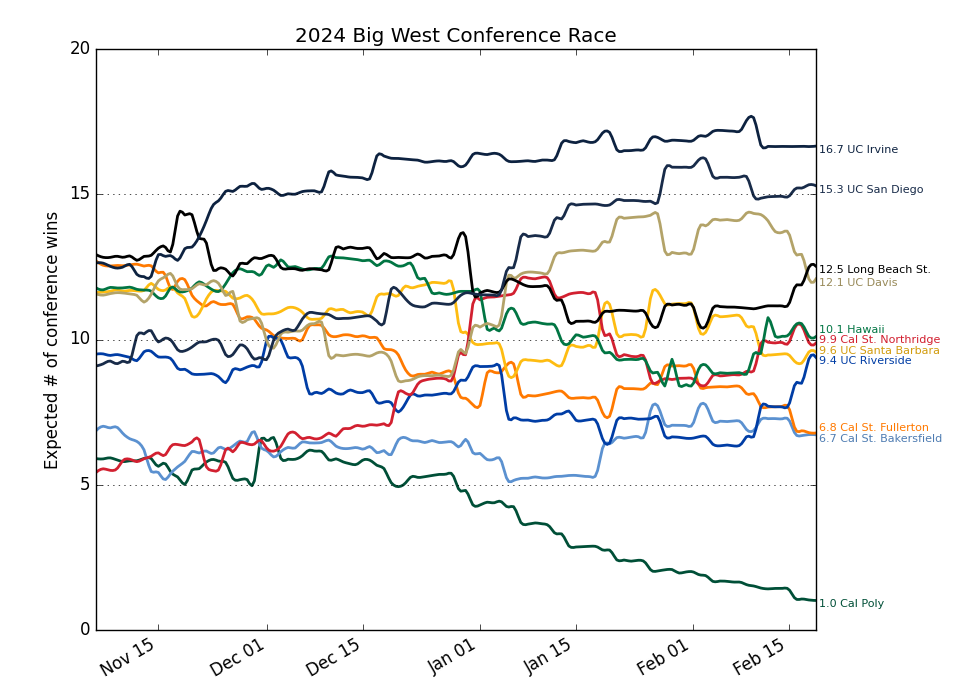 2024 Big West Conference Race
Expected # of conference wins
20
15
10
5
0
Nov 15
Dec 01
Dec 15
Jan 01
Jan 15
Feb 01
Feb 15
16.7 UC Irvine
15.3 UC San Diego
12.5 Long Beach St.
12.1 UC Davis
10.1 Hawaii
9.9 Cal St. Northridge
9.6 UC Santa Barbara
9.4 UC Riverside
6.8 Cal St. Fullerton
6.7 Cal St. Bakersfield
1.0 Cal Poly